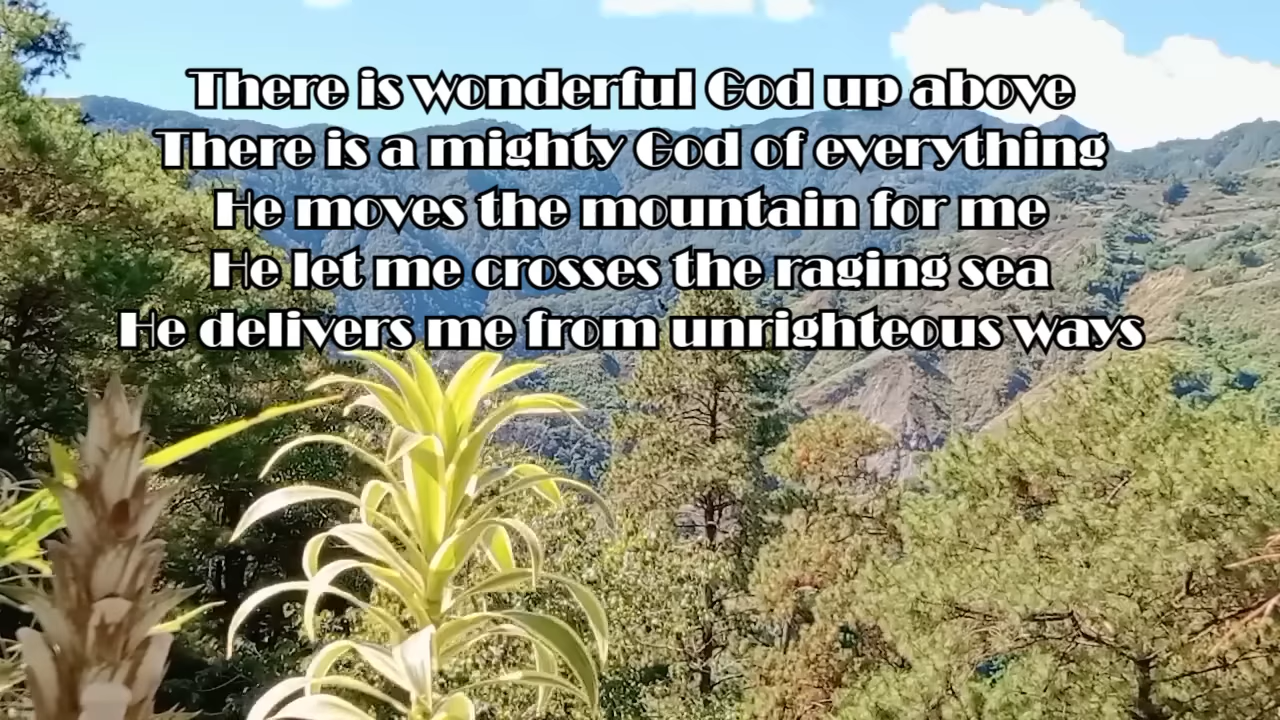 There is wonderful God up above
There is a mighty God of everything
He moves the mountain for me
He let me crosses the raging sea
He delivers me from unrighteous ways